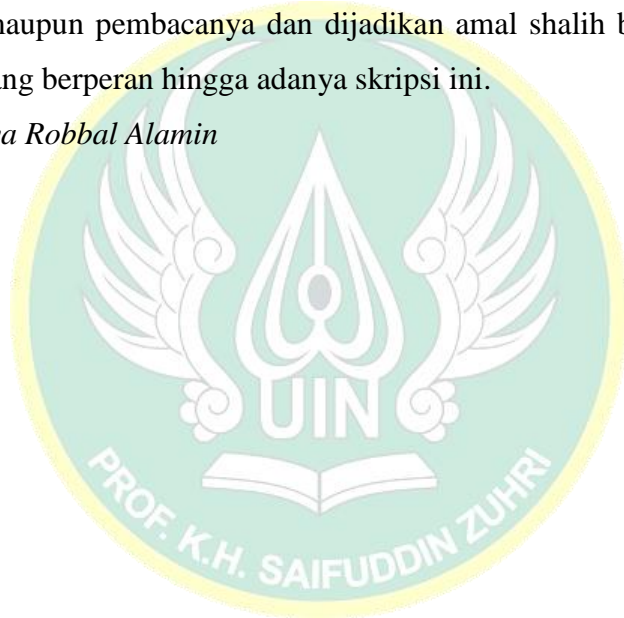 maupun pembacanya dan dijadikan amal shalih
ang berperan hingga adanya skripsi ini.
a Robbal Alamin
UIN
PROF. K.H. SAIFUDDIN ZUHRI